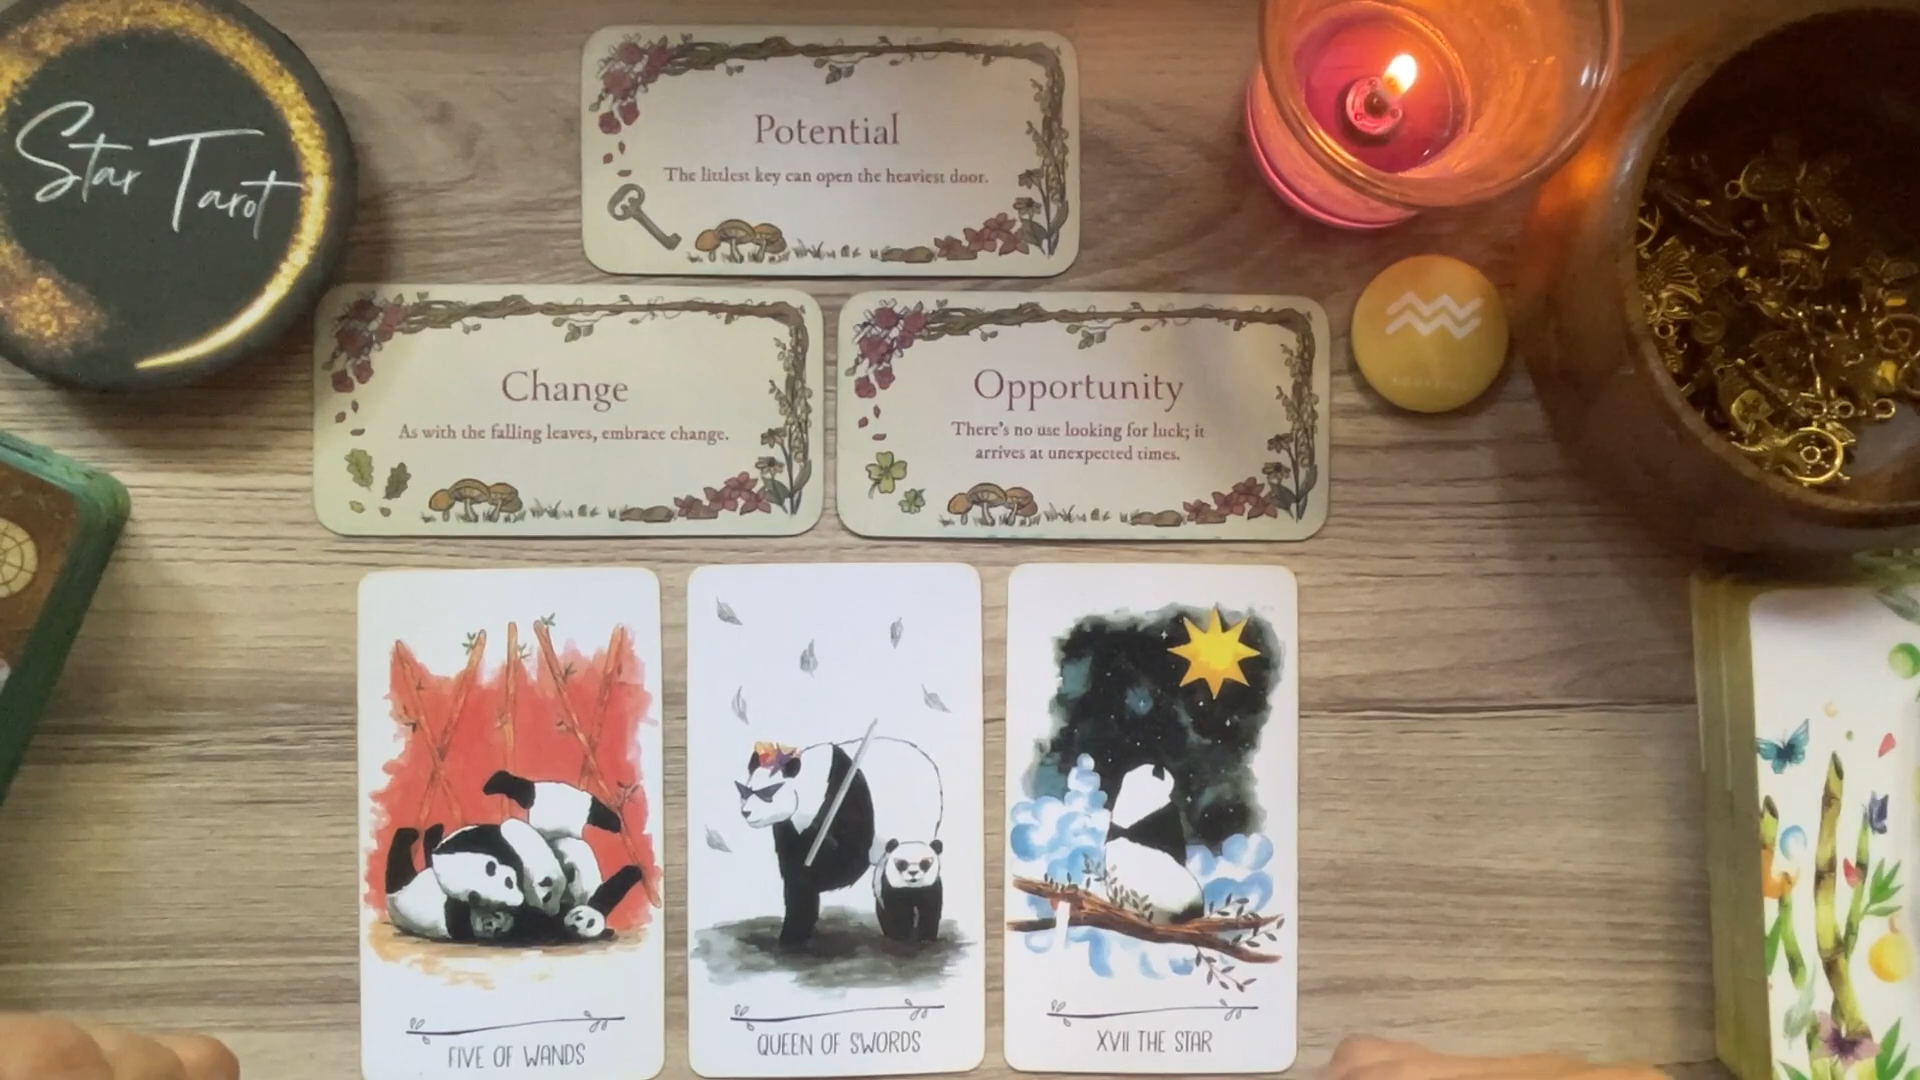 Star Tarot
Potential
The littlest key can open the heaviest door.
Change
As with the falling leaves, embrace change.
Opportunity
There's no use looking for luck; it
arrives at unexpected times.
FIVE OF WANDS
QUEEN OF SWORDS
XVII THE STAR